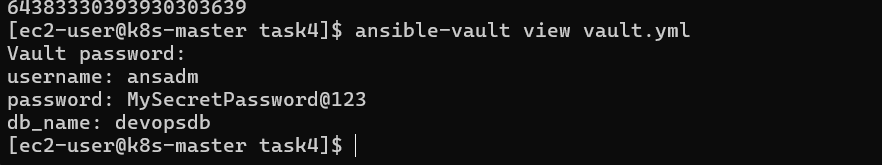 64383330393930303639
[ec2-user@k8s-master task4]$ ansible-vault view vault.yml
Vault password:
username: ansadm
password: MySecretPassword@123
db_name: devopsdb
[ec2-user@k8s-master task4]$